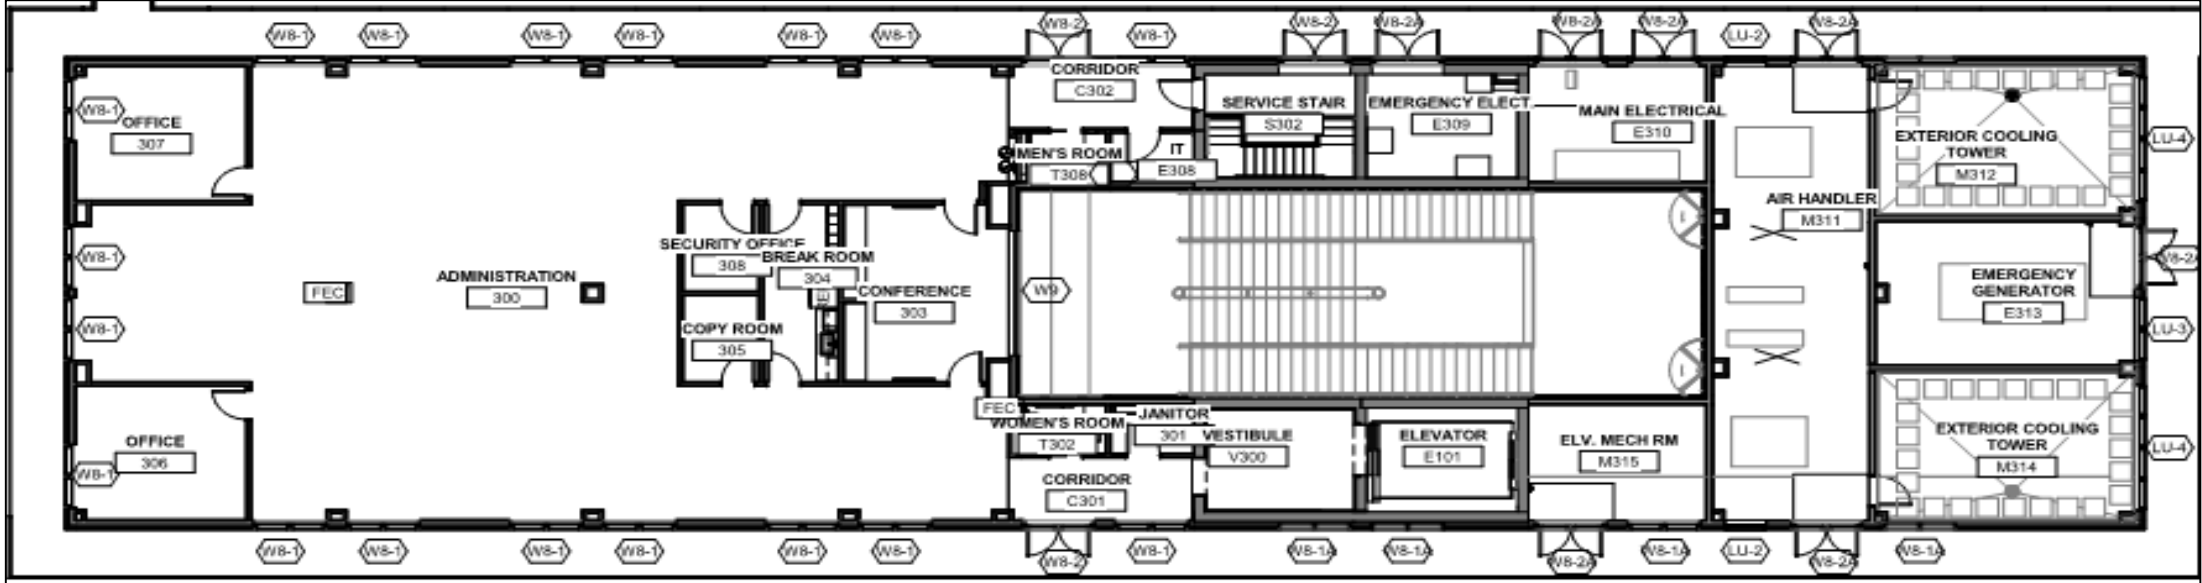 W8-1
W8-1
W8-1
W8-1
W8-1
W8-1
W8-2
W8-1
W8-2
W8-2A
W8-2A
W8-2A
LU-2
W8-2A
CORRIDOR
C302
W8-1
OFFICE
307
SERVICE STAIR
S302
EMERGENCY ELECT.
E309
MAIN ELECTRICAL
E310
EXTERIOR COOLING
TOWER
M312
LU-4
MEN'S ROOM
T308
IT
E308
AIR HANDLER
M311
W8-1
SECURITY OFFICE
308
BREAK ROOM
304
ADMINISTRATION
300
FEC
CONFERENCE
303
W9
EMERGENCY
GENERATOR
E313
W8-2A
LU-3
W8-1
COPY ROOM
305
FEC
WOMEN'S ROOM
T302
JANITOR
301
VESTIBULE
V300
ELEVATOR
E101
ELV. MECH RM
M315
EXTERIOR COOLING
TOWER
M314
LU-4
OFFICE
306
W8-1
CORRIDOR
C301
W8-1
W8-1
W8-1
W8-1
W8-1
W8-1
W8-2
W8-1
W8-1A
W8-1A
W8-2A
W8-1A
LU-2
W8-2A
W8-1A